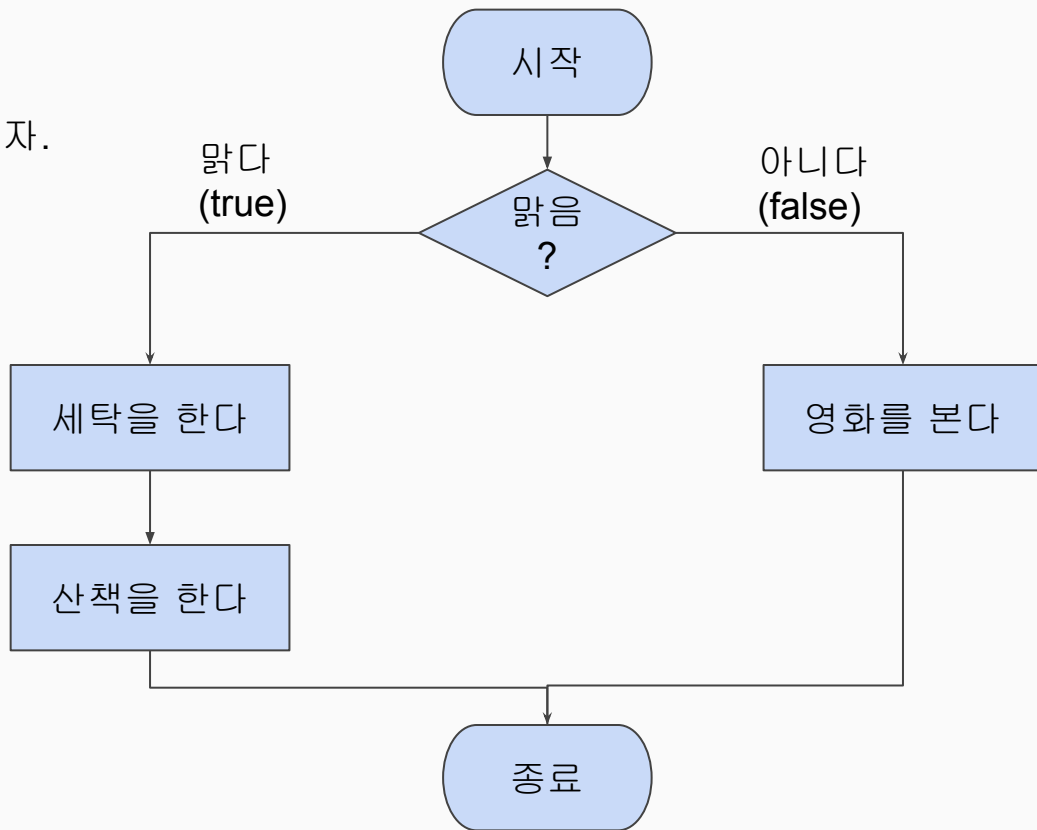 시작
자.
맑다
(true)
아니다
(false)
맑음
?
세탁을 한다
영화를 본다
산책을 한다
종료